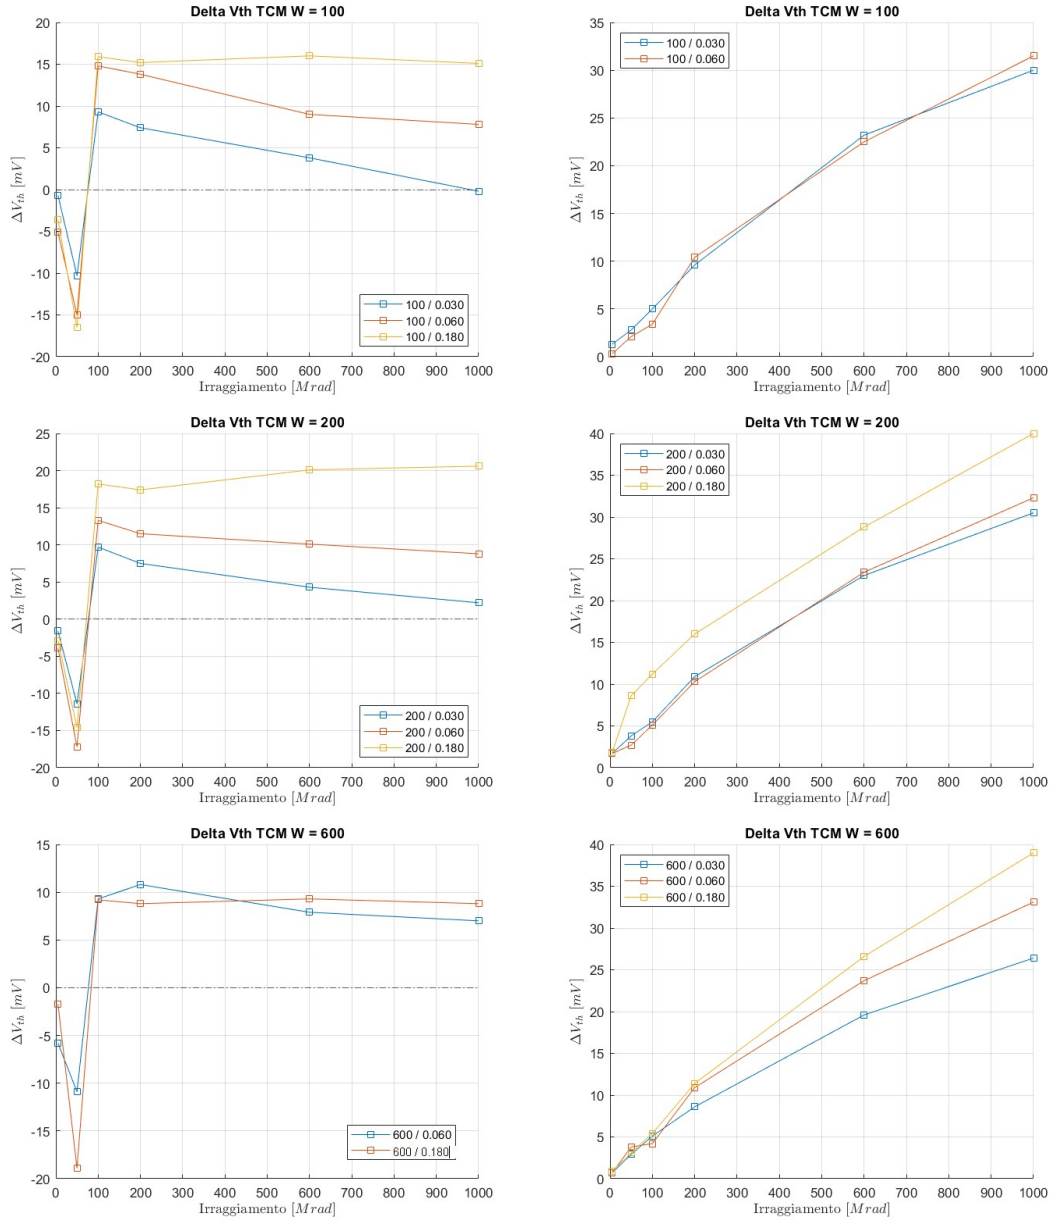 Delta Vth TCM W = 100
20
15
10
5
0
-5
-10
-15
-20
ΔV_th [mV]
100 / 0.030
100 / 0.060
100 / 0.180
0 100 200 300 400 500 600 700 800 900 1000
Irraggiamento [Mrad]
Delta Vth TCM W = 100
35
30
25
20
15
10
5
0
ΔV_th [mV]
100 / 0.030
100 / 0.060
0 100 200 300 400 500 600 700 800 900 1000
Irraggiamento [Mrad]
Delta Vth TCM W = 200
25
20
15
10
5
0
-5
-10
-15
-20
ΔV_th [mV]
200 / 0.030
200 / 0.060
200 / 0.180
0 100 200 300 400 500 600 700 800 900 1000
Irraggiamento [Mrad]
Delta Vth TCM W = 200
40
35
30
25
20
15
10
5
0
ΔV_th [mV]
200 / 0.030
200 / 0.060
200 / 0.180
0 100 200 300 400 500 600 700 800 900 1000
Irraggiamento [Mrad]
Delta Vth TCM W = 600
15
10
5
0
-5
-10
-15
-20
ΔV_th [mV]
600 / 0.060
600 / 0.180
0 100 200 300 400 500 600 700 800 900 1000
Irraggiamento [Mrad]
Delta Vth TCM W = 600
40
35
30
25
20
15
10
5
0
ΔV_th [mV]
600 / 0.030
600 / 0.060
600 / 0.180
0 100 200 300 400 500 600 700 800 900 1000
Irraggiamento [Mrad]